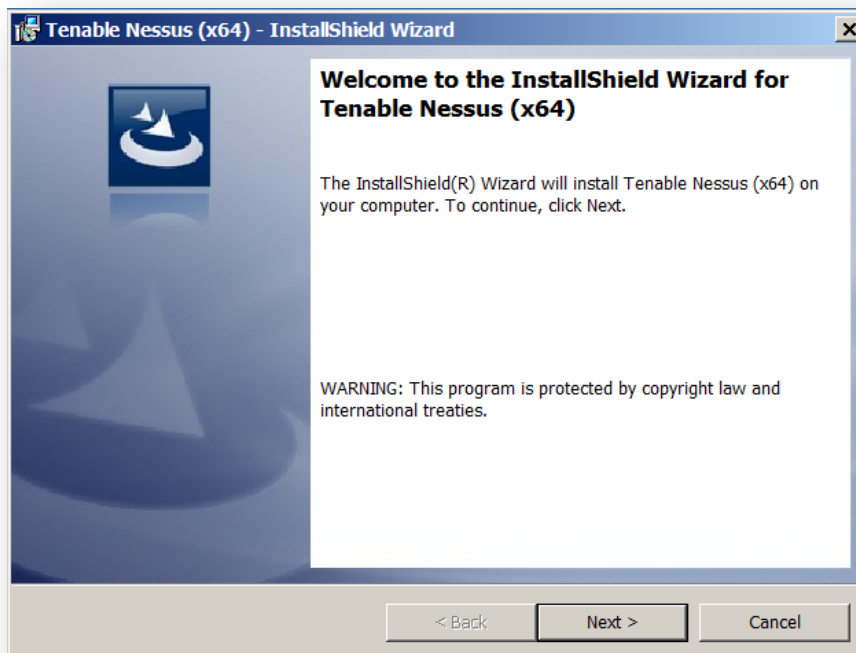 Tenable Nessus (x64) - InstallShield Wizard
Welcome to the InstallShield Wizard for
Tenable Nessus (x64)
The InstallShield(R) Wizard will install Tenable Nessus (x64) on
your computer. To continue, click Next.
WARNING: This program is protected by copyright law and
international treaties.
< Back
Next >
Cancel